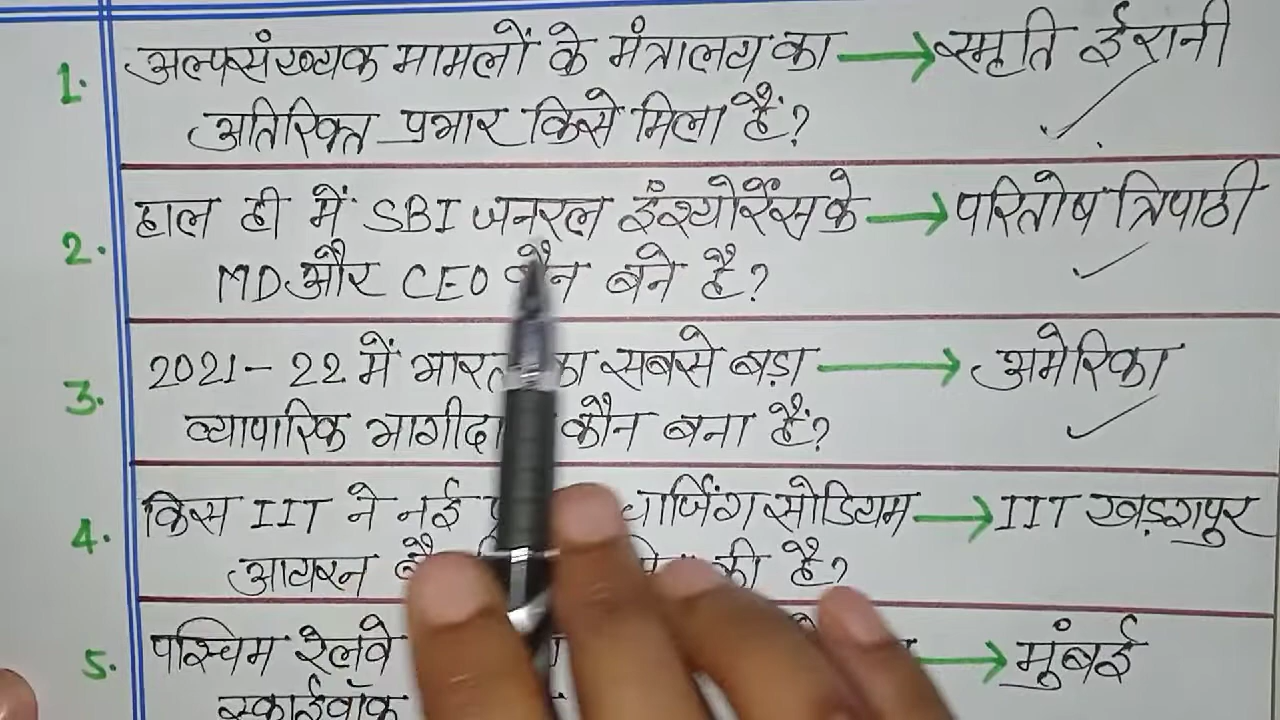 1. अल्पसंख्यक मामलों के मंत्रालय का → स्मृति ईरानी
अतिरिक्त प्रभार किसे मिला हैं?
2. हाल ही में SBI जनरल इंश्योरेंस के → परितोष त्रिपाठी
MD और CEO कौन बने है?
3. 2021-22 में भारत का सबसे बड़ा → अमेरिका
व्यापारिक भागीदा कौन बना हैं?
4. किस IIT ने नई चार्जिंग सोडियम → IIT खड़गपुर
आयरन की है?
5. पश्चिम रेलवे → मुंबई
स्काईवॉक